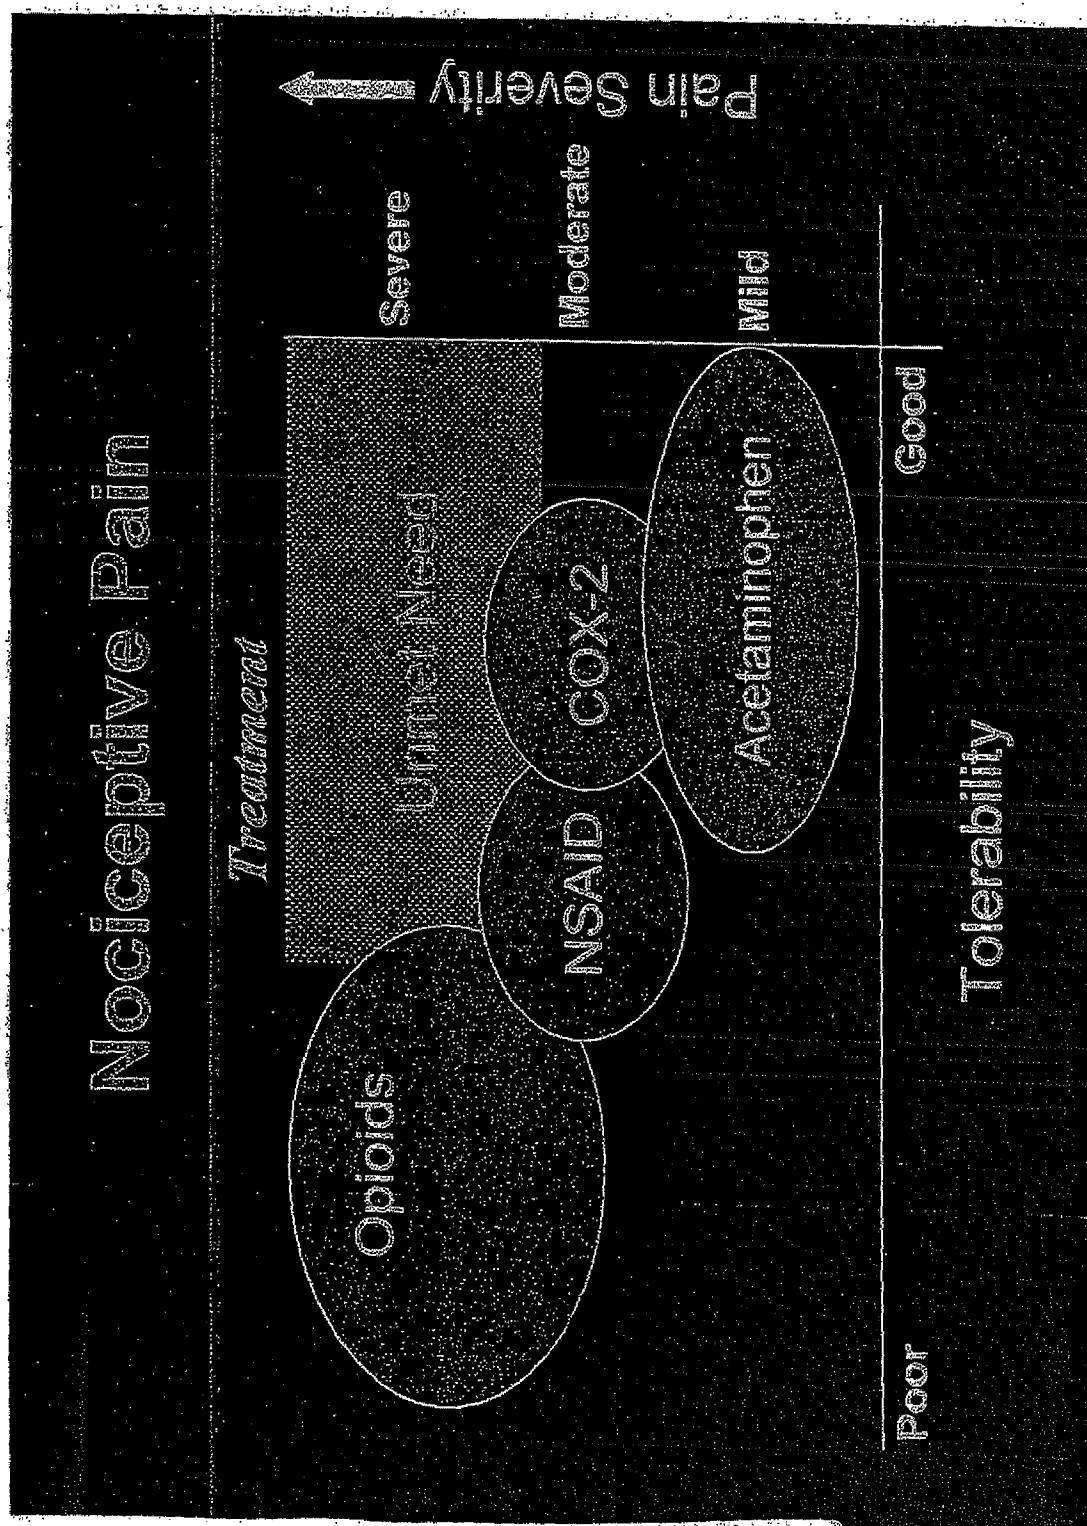 Nociceptive Pain
Treatment
Pain Severity
Severe
Moderate
Mild
Unmet Need
Opioids
NSAID
COX-2
Acetaminophen
Poor
Good
Tolerability